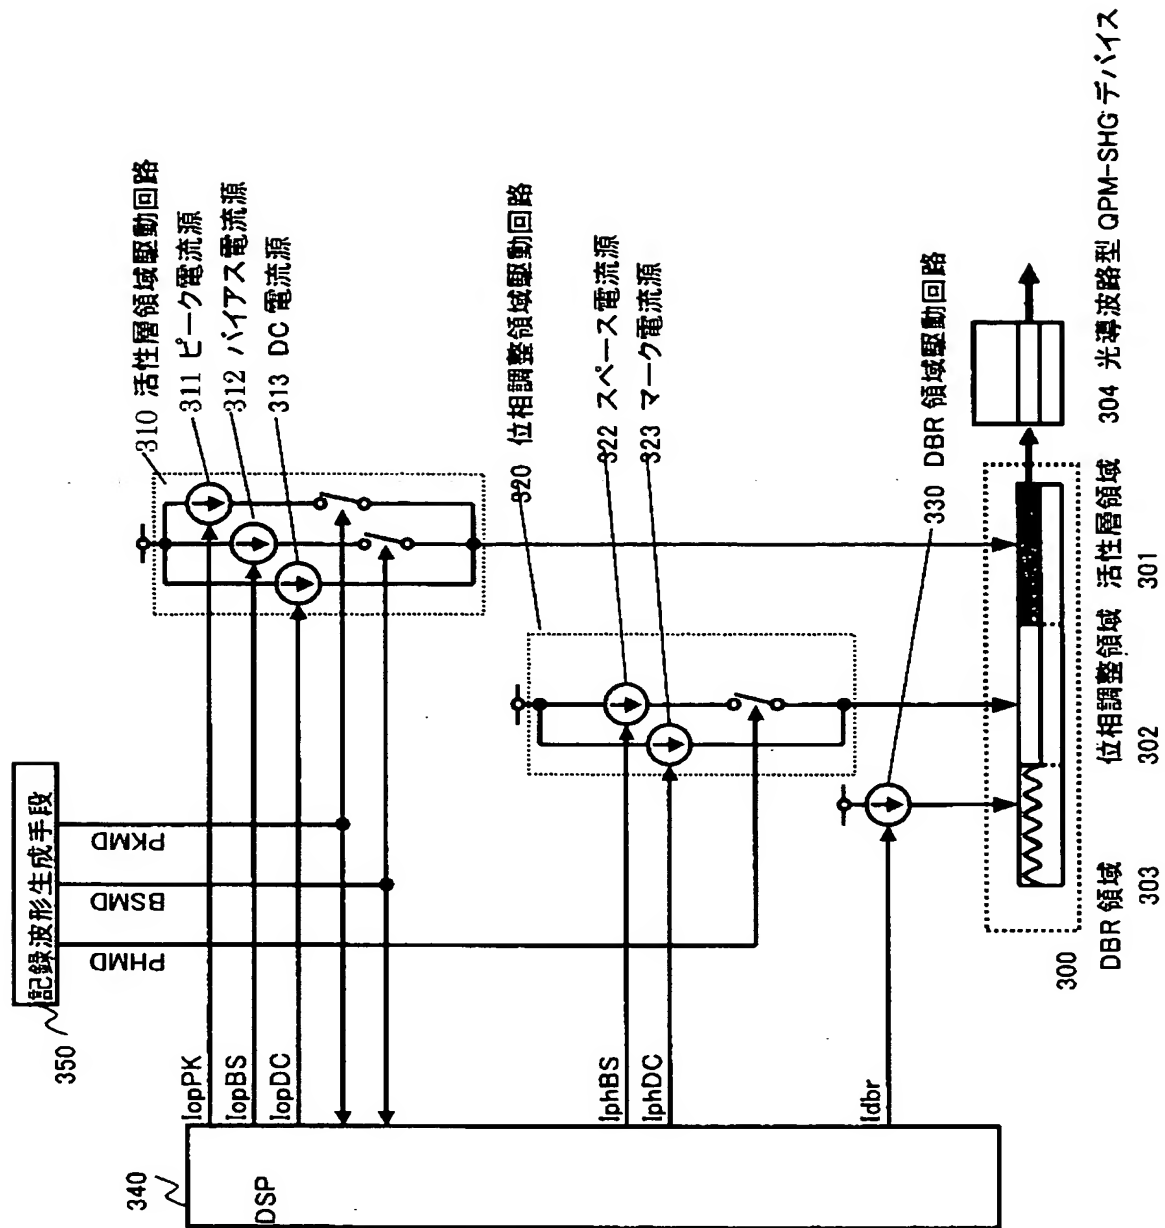 350
記録波形生成手段
PKMD
BSMD
PHMD
310 活性層領域駆動回路
311 ピーク電流源
312 バイアス電流源
313 DC 電流源
320 位相調整領域駆動回路
322 スペース電流源
323 マーク電流源
330 DBR 領域駆動回路
340
DSP
IopPK
IopBS
IopDC
IphBS
IphDC
Idbr
300
DBR 領域
303
位相調整領域
302
活性層領域
301
304 光導波路型 QPM-SHG デバイス